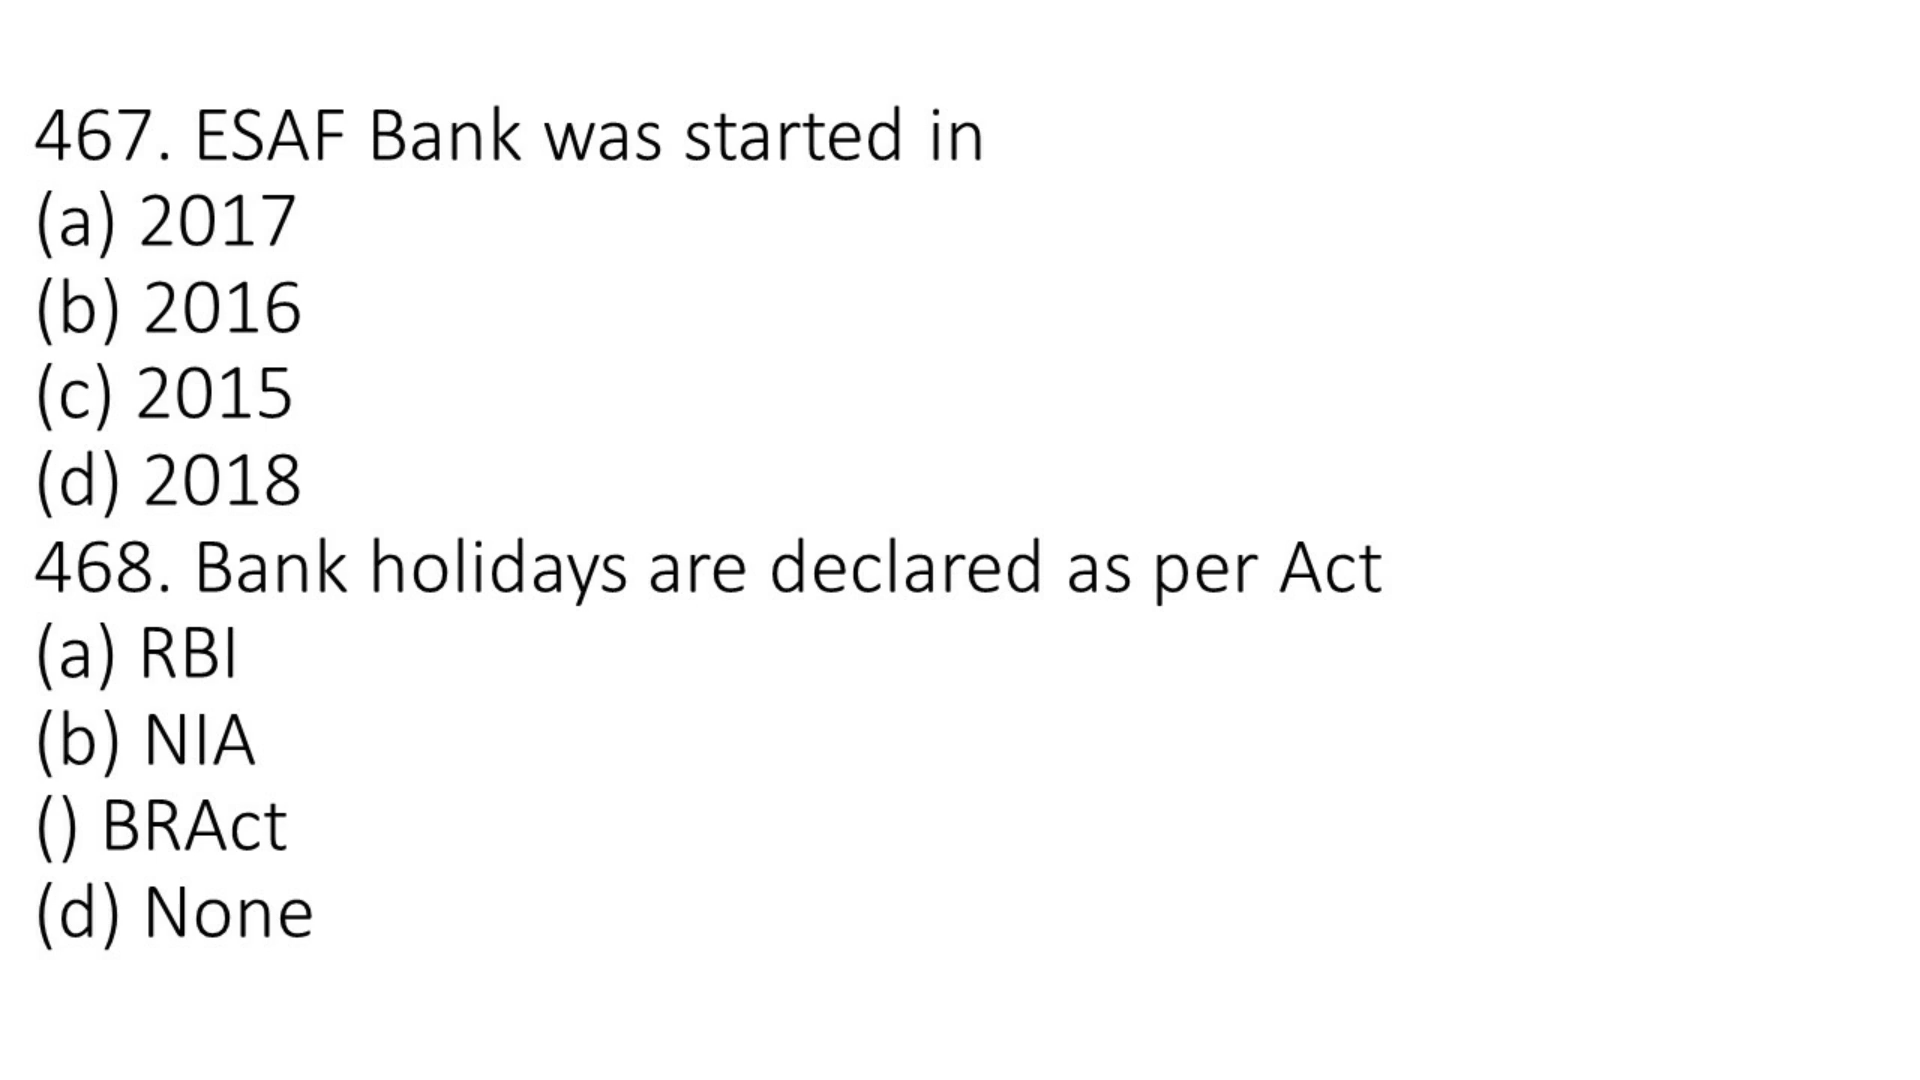 467. ESAF Bank was started in
(a) 2017
(b) 2016
(c) 2015
(d) 2018
468. Bank holidays are declared as per Act
(a) RBI
(b) NIA
() BRAct
(d) None